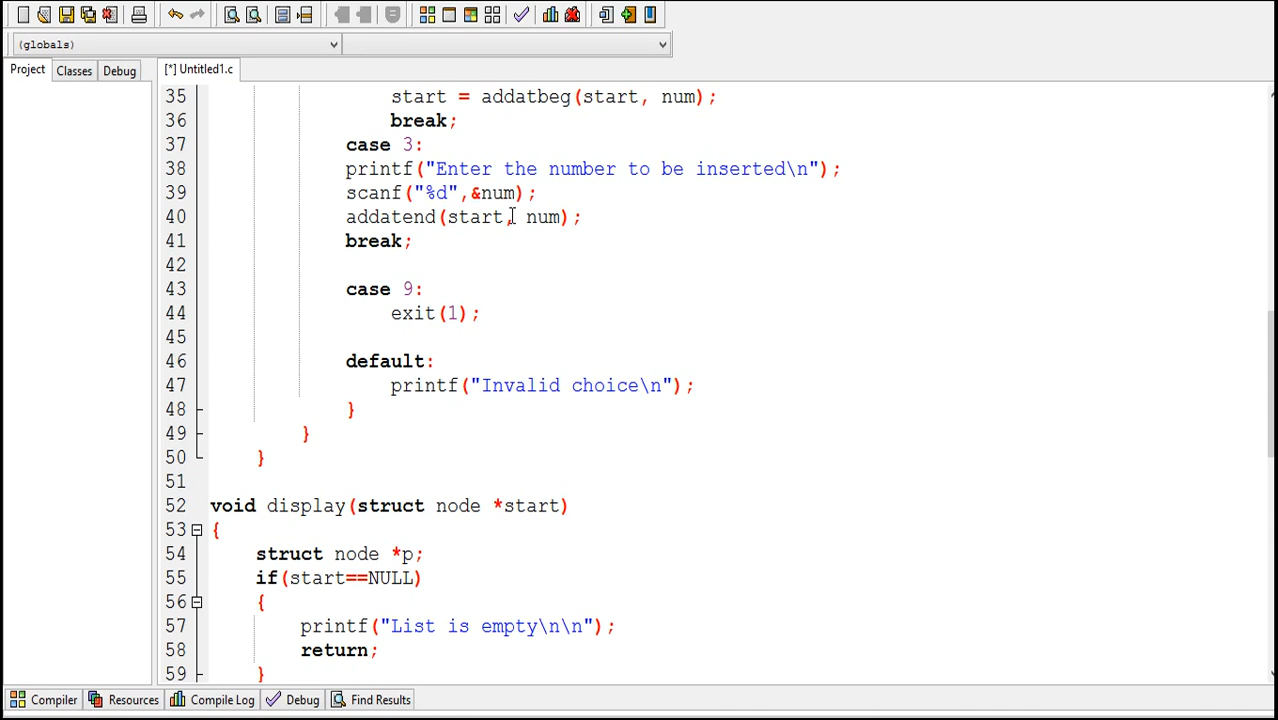 (globals)
Project Classes Debug [*] Untitled1.c
35 start = addatbeg(start, num);
36 break;
37 case 3:
38 printf("Enter the number to be inserted\n");
39 scanf("%d",&num);
40 addatend(start, num);
41 break;
42
43 case 9:
44 exit(1);
45
46 default:
47 printf("Invalid choice\n");
48 }
49 }
50 }
51
52 void display(struct node *start)
53 {
54 struct node *p;
55 if(start==NULL)
56 {
57 printf("List is empty\n\n");
58 return;
59 }
Compiler Resources Compile Log Debug Find Results